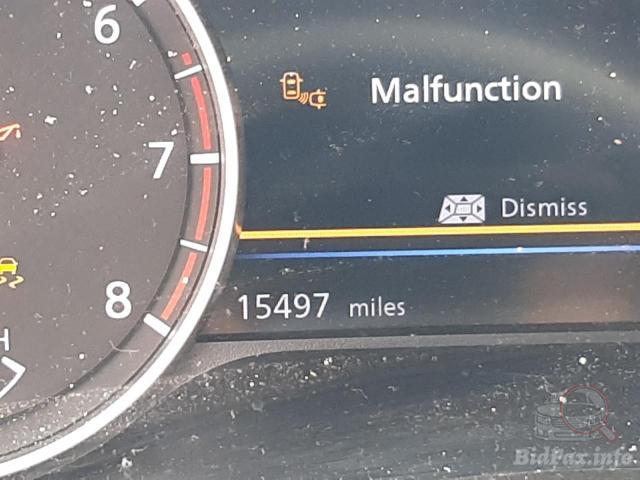 6
Malfunction
7
Dismiss
8
15497 miles
H
BidFax.info